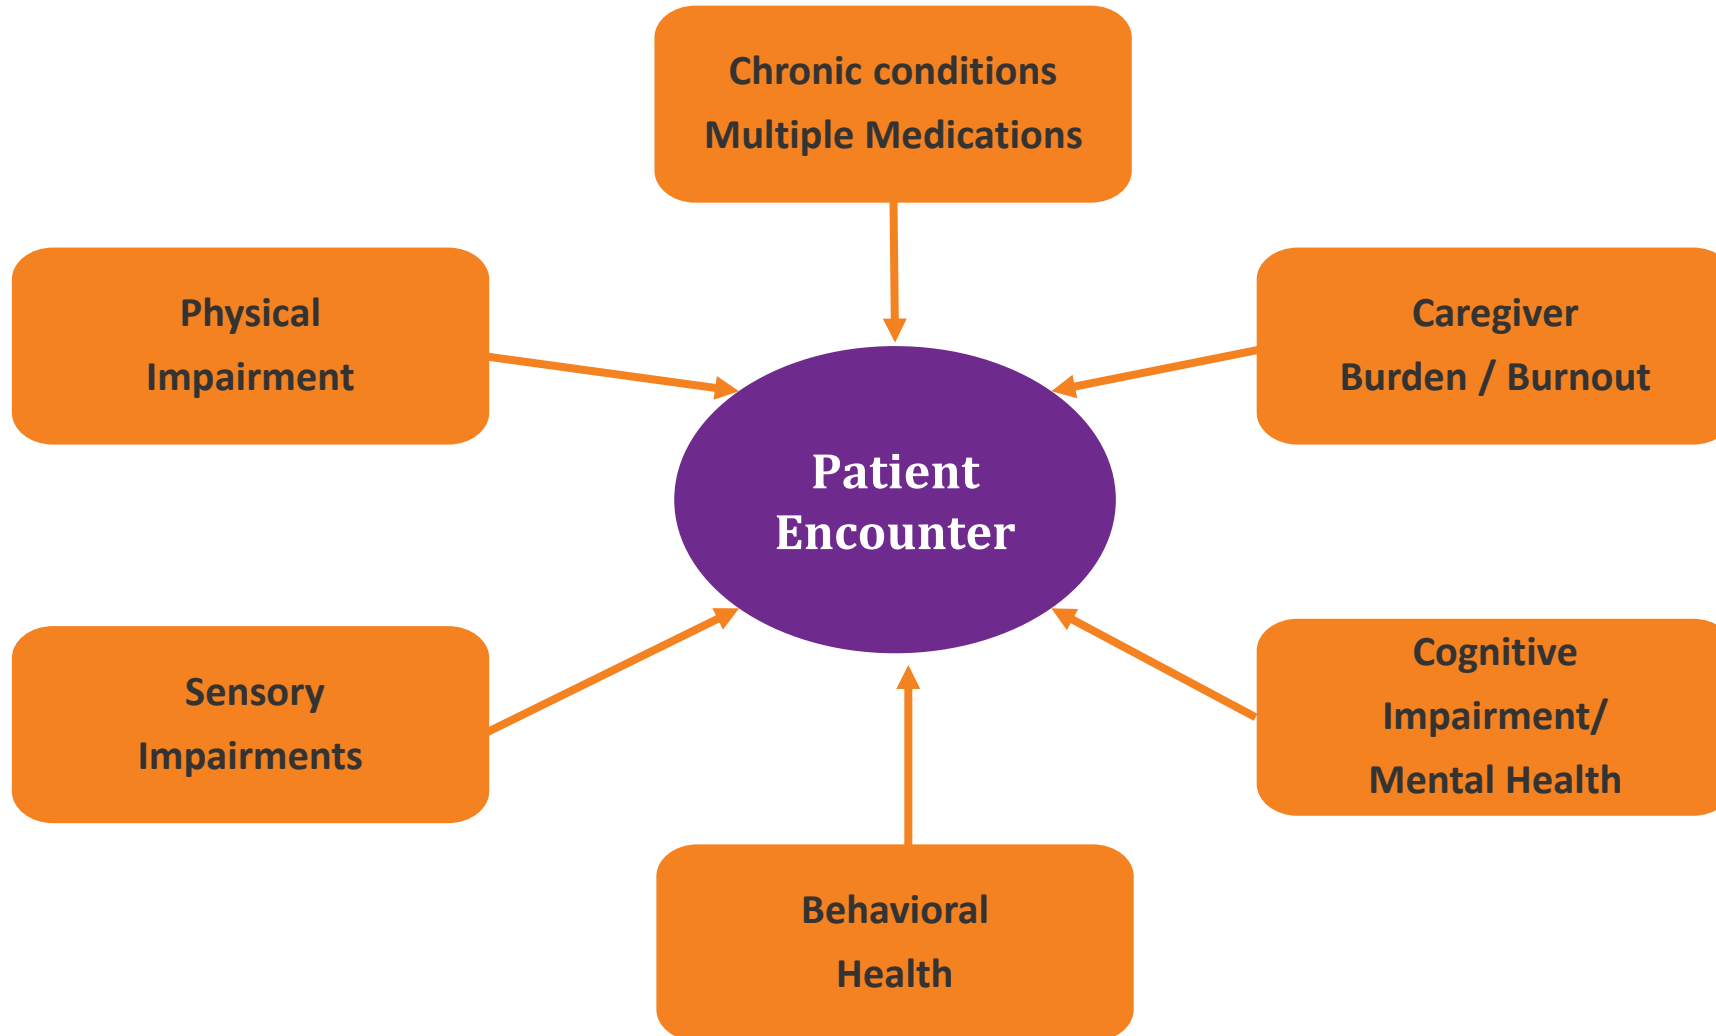 Chronic conditions
Multiple Medications
Physical
Impairment
Caregiver
Burden / Burnout
Patient
Encounter
Sensory
Impairments
Cognitive
Impairment/
Mental Health
Behavioral
Health